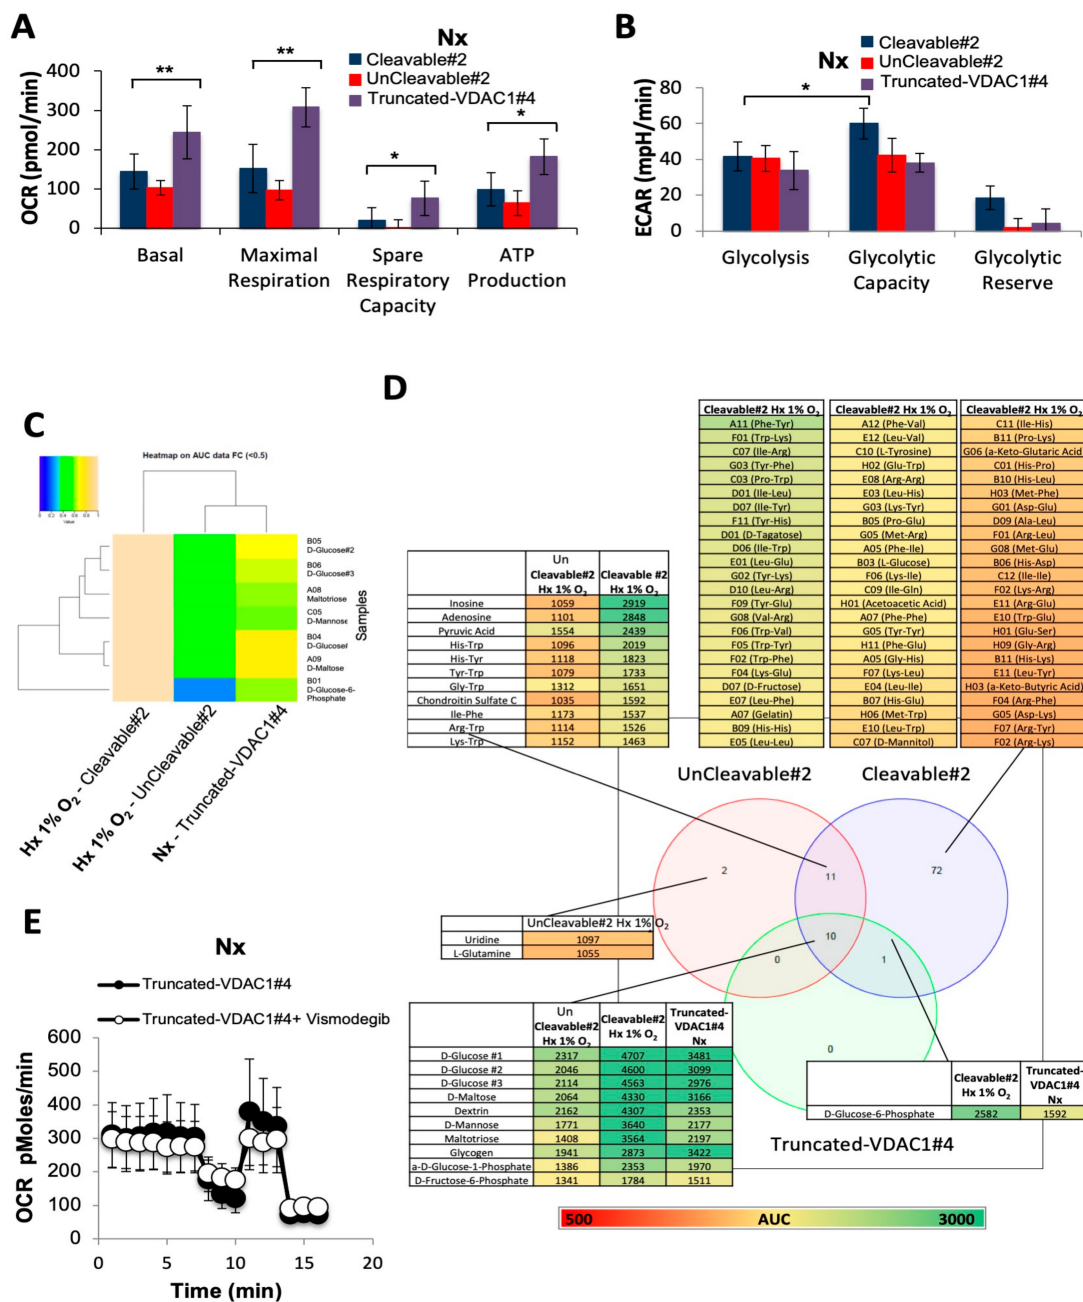 A
Nx
Cleavable#2
UnCleavable#2
Truncated-VDAC1#4
OCR (pmol/min)
400
300
200
100
0
**
**
*
*
Basal
Maximal
Respiration
Spare
Respiratory
Capacity
ATP
Production
B
Nx
Cleavable#2
UnCleavable#2
Truncated-VDAC1#4
ECAR (mpH/min)
80
60
40
20
0
*
Glycolysis
Glycolytic
Capacity
Glycolytic
Reserve
C
Heatmap on AUC data FC (<0.5)
0 0.2 0.4 0.6 0.8 1
Value
B05
D-Glucose#2
B06
D-Glucose#3
A08
Maltotriose
C05
D-Mannose
B04
A09
D-Maltose
B01
D-Glucose-6-
Phosphate
Samples
Hx 1% O2 - Cleavable#2
Hx 1% O2 - UnCleavable#2
Nx - Truncated-VDAC1#4
D
Cleavable#2 Hx 1% O2
A11 (Phe-Tyr)
F01 (Trp-Lys)
C07 (Ile-Arg)
G03 (Tyr-Phe)
C03 (Pro-Trp)
D01 (Ile-Leu)
D07 (Ile-Tyr)
F11 (Tyr-His)
D01 (D-Tagatose)
D06 (Ile-Trp)
E01 (Leu-Glu)
G02 (Tyr-Lys)
D10 (Leu-Arg)
F09 (Tyr-Glu)
G08 (Val-Arg)
F06 (Trp-Val)
F05 (Trp-Tyr)
F02 (Trp-Phe)
F04 (Lys-Glu)
D07 (D-Fructose)
E07 (Leu-Phe)
A07 (Gelatin)
B09 (His-His)
E05 (Leu-Leu)
Cleavable#2 Hx 1% O2
A12 (Phe-Val)
E12 (Leu-Val)
C10 (L-Tyrosine)
H02 (Glu-Trp)
E08 (Arg-Arg)
E03 (Leu-His)
G03 (Lys-Tyr)
B05 (Pro-Glu)
G05 (Met-Arg)
A05 (Phe-Ile)
B03 (L-Glucose)
F06 (Lys-Ile)
C09 (Ile-Gln)
H01 (Acetoacetic Acid)
A07 (Phe-Phe)
G05 (Tyr-Tyr)
H11 (Phe-Glu)
A05 (Gly-His)
F07 (Lys-Leu)
E04 (Leu-Ile)
B07 (His-Glu)
H06 (Met-Trp)
E10 (Leu-Trp)
C07 (D-Mannitol)
Cleavable#2 Hx 1% O2
C11 (Ile-His)
B11 (Pro-Lys)
G06 (a-Keto-Glutaric Acid)
C01 (His-Pro)
B10 (His-Leu)
H03 (Met-Phe)
G01 (Asp-Glu)
D09 (Ala-Leu)
F01 (Arg-Leu)
G08 (Met-Glu)
B06 (His-Asp)
C12 (Ile-Ile)
F02 (Lys-Arg)
E11 (Arg-Glu)
E10 (Trp-Glu)
H01 (Glu-Ser)
H09 (Gly-Arg)
B11 (His-Lys)
E11 (Leu-Tyr)
H03 (a-Keto-Butyric Acid)
F04 (Arg-Phe)
G05 (Asp-Lys)
F07 (Arg-Tyr)
F02 (Arg-Lys)
Un
Cleavable#2
Hx 1% O2
Cleavable #2
Hx 1% O2
Inosine 1059 2919
Adenosine 1101 2848
Pyruvic Acid 1554 2439
His-Trp 1096 2019
His-Tyr 1118 1823
Tyr-Trp 1079 1733
Gly-Trp 1312 1651
Chondroitin Sulfate C 1035 1592
Ile-Phe 1173 1537
Arg-Trp 1114 1526
Lys-Trp 1152 1463
UnCleavable#2
Cleavable#2
2
11
72
10
0
1
0
Truncated-VDAC1#4
UnCleavable#2 Hx 1% O2
Uridine 1097
L-Glutamine 1055
Un
Cleavable#2
Hx 1% O2
Cleavable#2
Hx 1% O2
Truncated-
VDAC1#4
Nx
D-Glucose #1 2317 4707 3481
D-Glucose #2 2046 4600 3099
D-Glucose #3 2114 4563 2976
D-Maltose 2064 4330 3166
Dextrin 2162 4307 2353
D-Mannose 1771 3640 2177
Maltotriose 1408 3564 2197
Glycogen 1941 2873 3422
a-D-Glucose-1-Phosphate 1386 2353 1970
D-Fructose-6-Phosphate 1341 1784 1511
Cleavable#2
Hx 1% O2
Truncated-
VDAC1#4
Nx
D-Glucose-6-Phosphate 2582 1592
500 AUC 3000
E
Nx
Truncated-VDAC1#4
Truncated-VDAC1#4+ Vismodegib
OCR pMoles/min
600
500
400
300
200
100
0
0 5 10 15 20
Time (min)